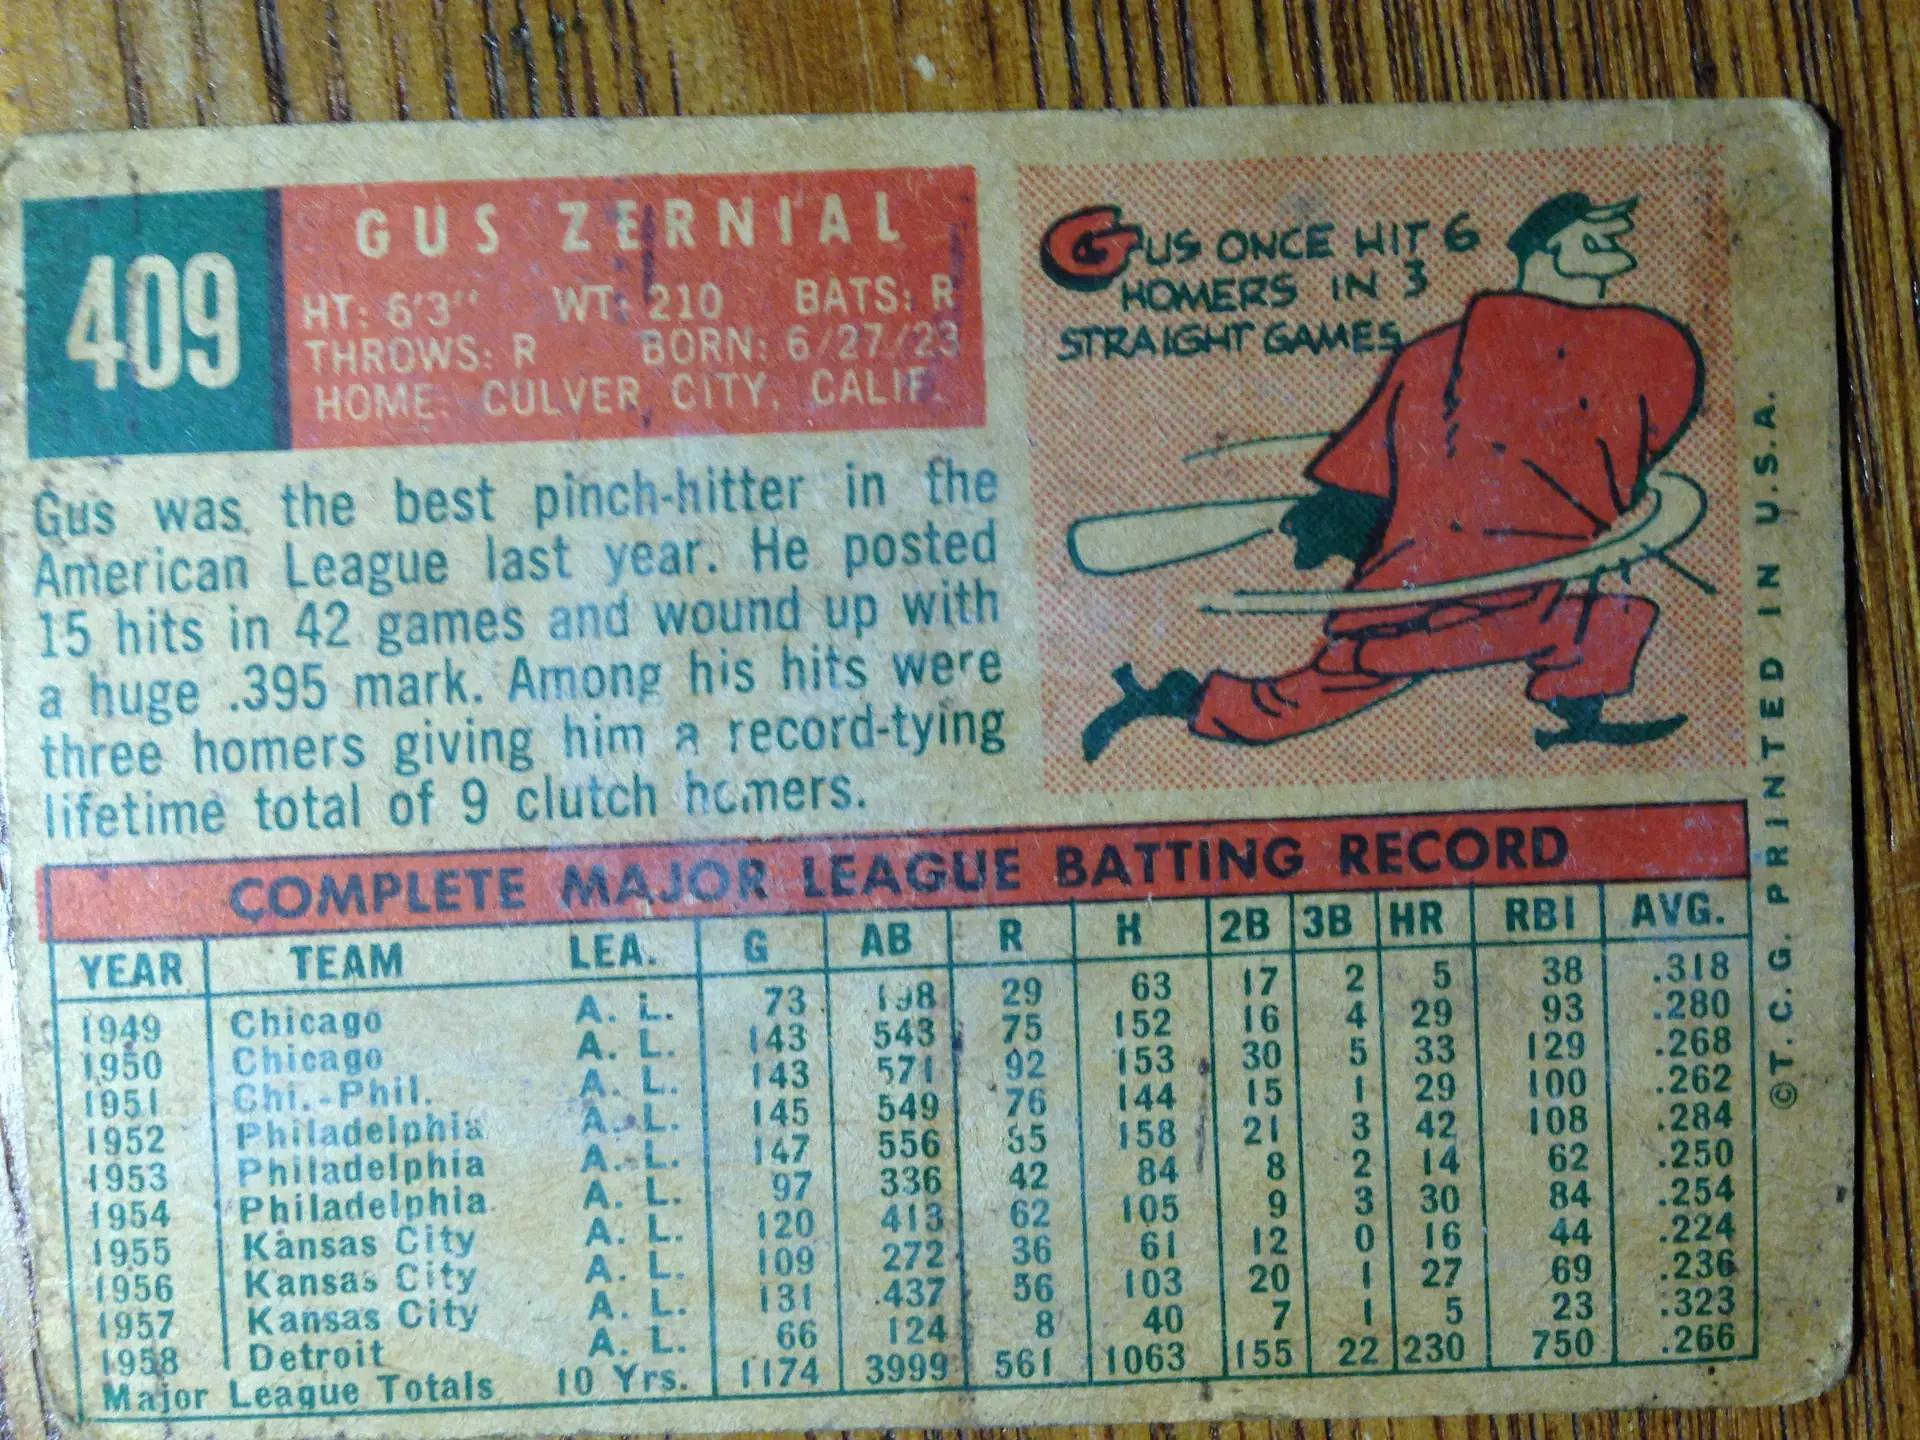 409
GUS ZERNIAL
HT: 6'3" WT: 210 BATS: R
THROWS: R BORN: 6/27/23
HOME: CULVER CITY, CALIF.
GUS ONCE HIT 6
HOMERS IN 3
STRAIGHT GAMES
Gus was the best pinch-hitter in the
American League last year. He posted
15 hits in 42 games and wound up with
a huge .395 mark. Among his hits were
three homers giving him a record-tying
lifetime total of 9 clutch homers.
COMPLETE MAJOR LEAGUE BATTING RECORD
YEAR TEAM LEA. G AB R H 2B 3B HR RBI AVG.
1949 Chicago A. L. 73 198 29 63 17 2 5 38 .318
1950 Chicago A. L. 143 543 75 152 16 4 29 93 .280
1951 Chi.-Phil. A. L. 143 571 92 153 30 5 33 129 .268
1952 Philadelphia A. L. 145 549 76 144 15 1 29 100 .262
1953 Philadelphia A. L. 147 556 85 158 21 3 42 108 .284
1954 Philadelphia A. L. 97 336 42 84 8 2 14 62 .250
1955 Kansas City A. L. 120 413 62 105 9 3 30 84 .254
1956 Kansas City A. L. 109 272 36 61 12 0 16 44 .224
1957 Kansas City A. L. 131 437 56 103 20 1 27 69 .236
1958 Detroit A. L. 66 124 8 40 7 1 5 23 .323
Major League Totals 10 Yrs. 1174 3999 561 1063 155 22 230 750 .266
©T. C. G. PRINTED IN U.S.A.